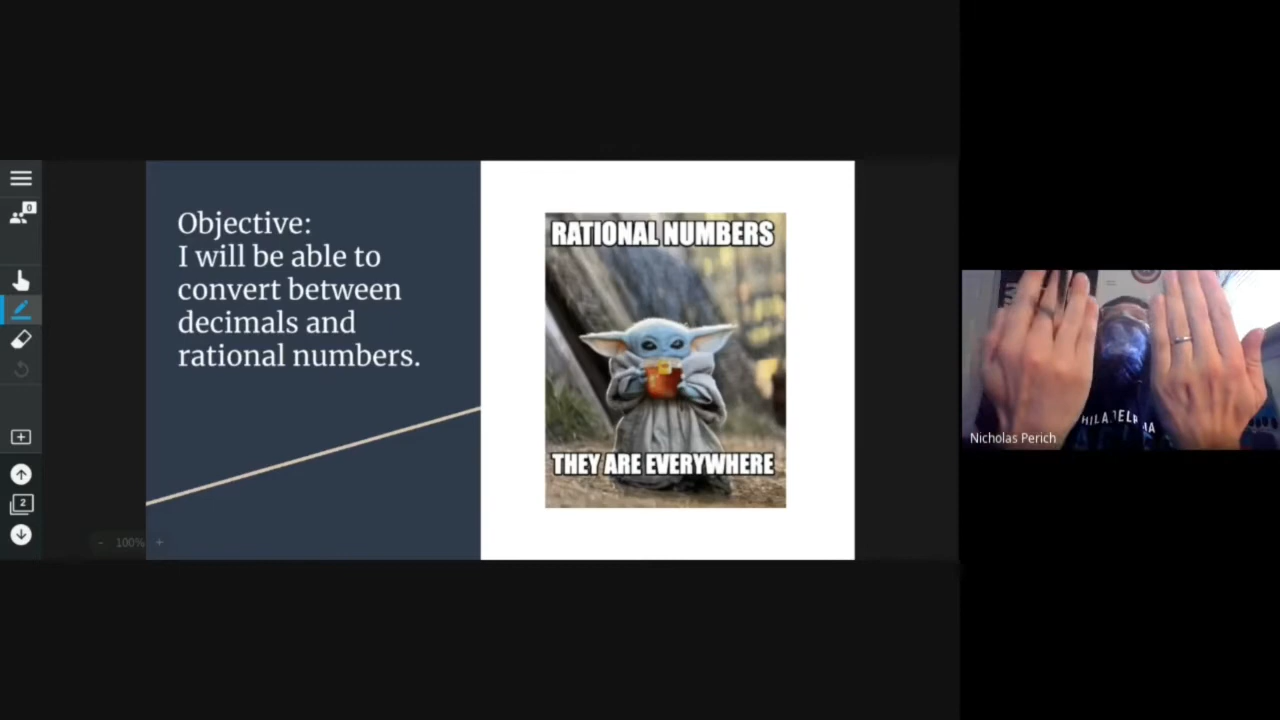 Objective:
I will be able to
convert between
decimals and
rational numbers.
RATIONAL NUMBERS
THEY ARE EVERYWHERE
0
2
- 100% +
Nicholas Perich